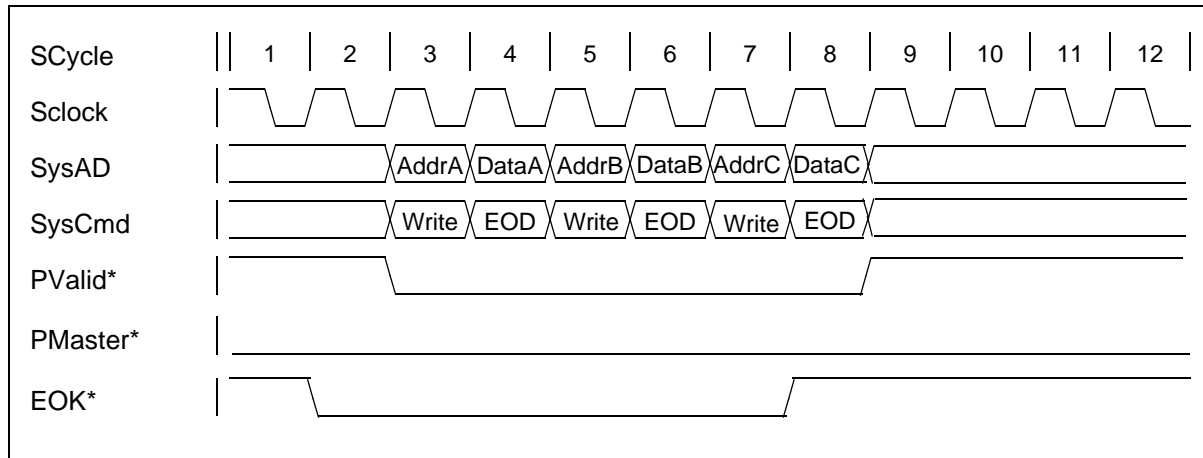 SCycle 1 2 3 4 5 6 7 8 9 10 11 12
Sclock
SysAD AddrA DataA AddrB DataB AddrC DataC
SysCmd Write EOD Write EOD Write EOD
PValid*
PMaster*
EOK*